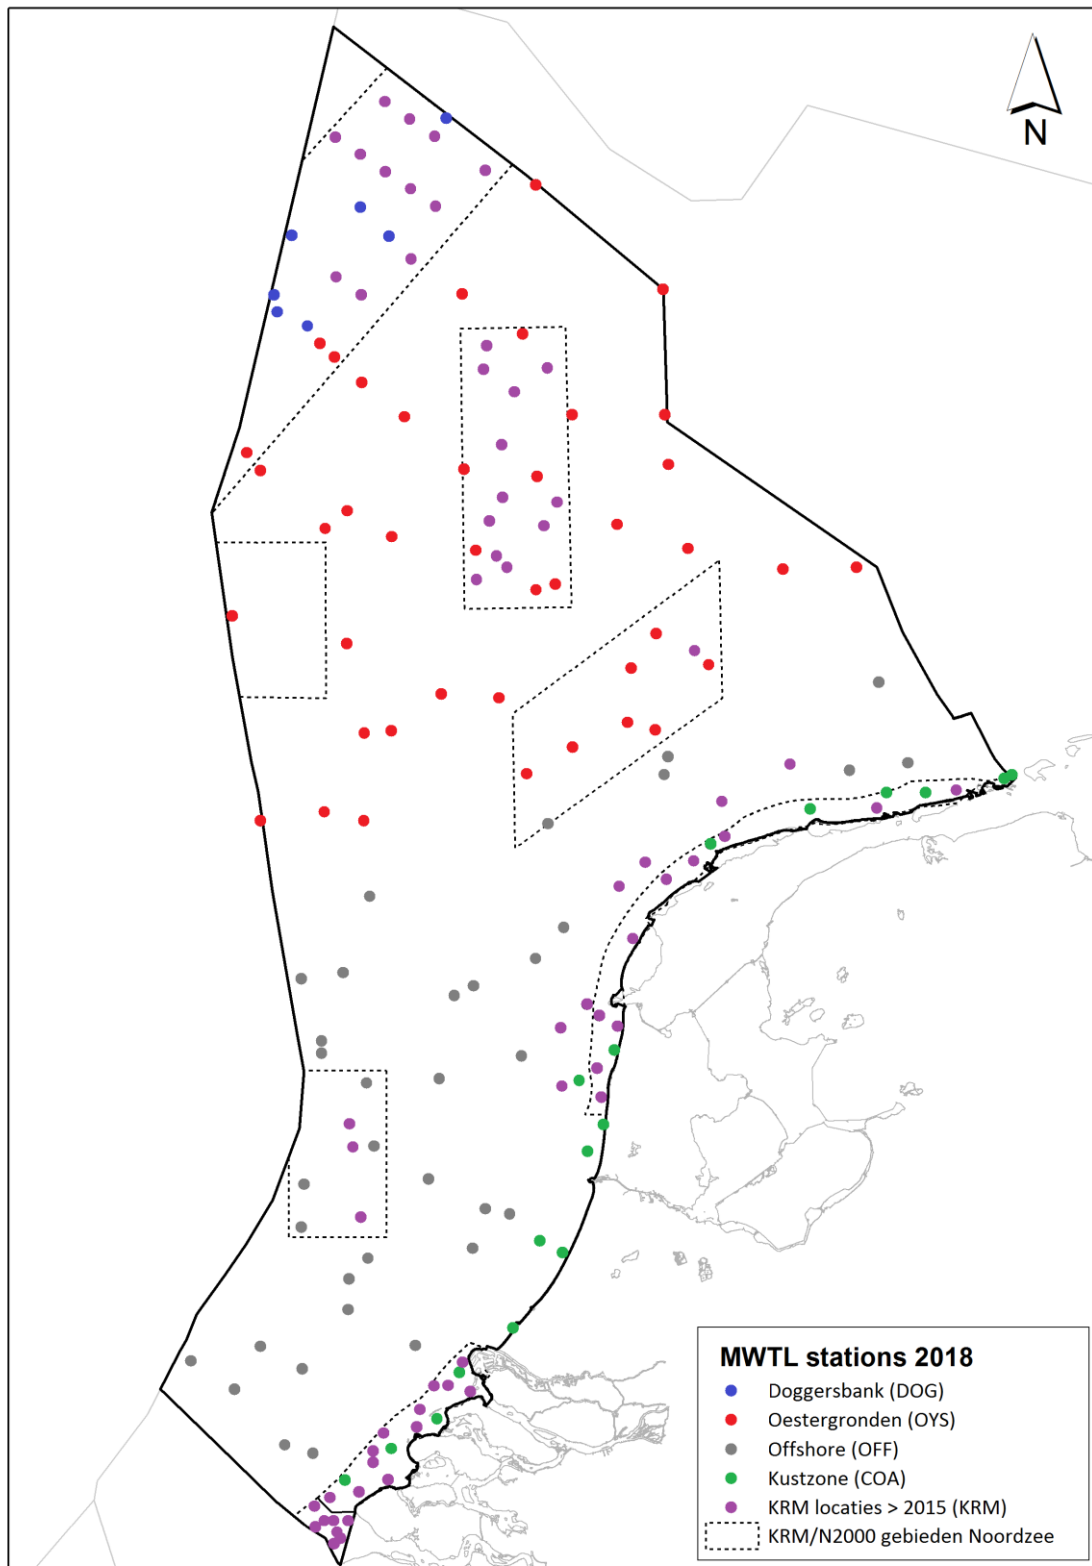 N
MWTL stations 2018
Doggersbank (DOG)
Oestergronden (OYS)
Offshore (OFF)
Kustzone (COA)
KRM locaties > 2015 (KRM)
KRM/N2000 gebieden Noordzee